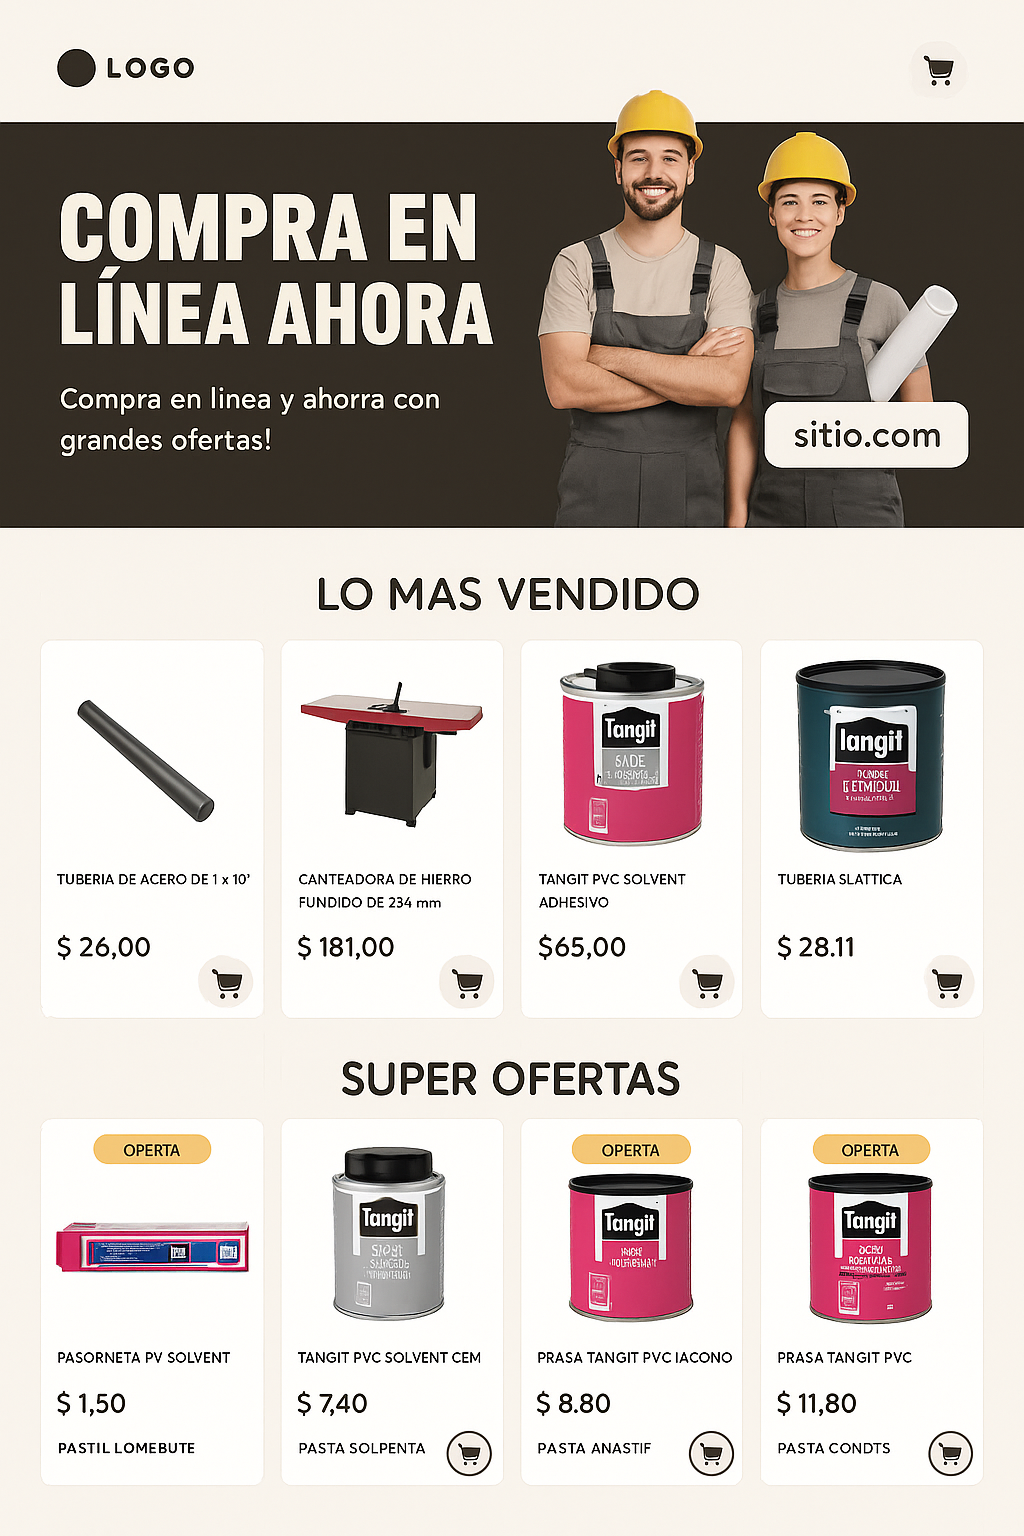 LOGO
COMPRA EN
LÍNEA AHORA
Compra en linea y ahorra con
grandes ofertas!
sitio.com
LO MAS VENDIDO
Tangit
SADE
langit
TUBERIA DE ACERO DE 1 x 10'
CANTEADORA DE HIERRO
FUNDIDO DE 234 mm
TANGIT PVC SOLVENT
ADHESIVO
TUBERIA SLATTICA
$ 26,00
$ 181,00
$65,00
$ 28.11
SUPER OFERTAS
OPERTA
OPERTA
OPERTA
Tangit
Tangit
Tangit
PASORNETA PV SOLVENT
TANGIT PVC SOLVENT CEM
PRASA TANGIT PVC IACONO
PRASA TANGIT PVC
$ 1,50
$ 7,40
$ 8.80
$ 11,80
PASTIL LOMEBUTE
PASTA SOLPENTA
PASTA ANASTIF
PASTA CONDTS